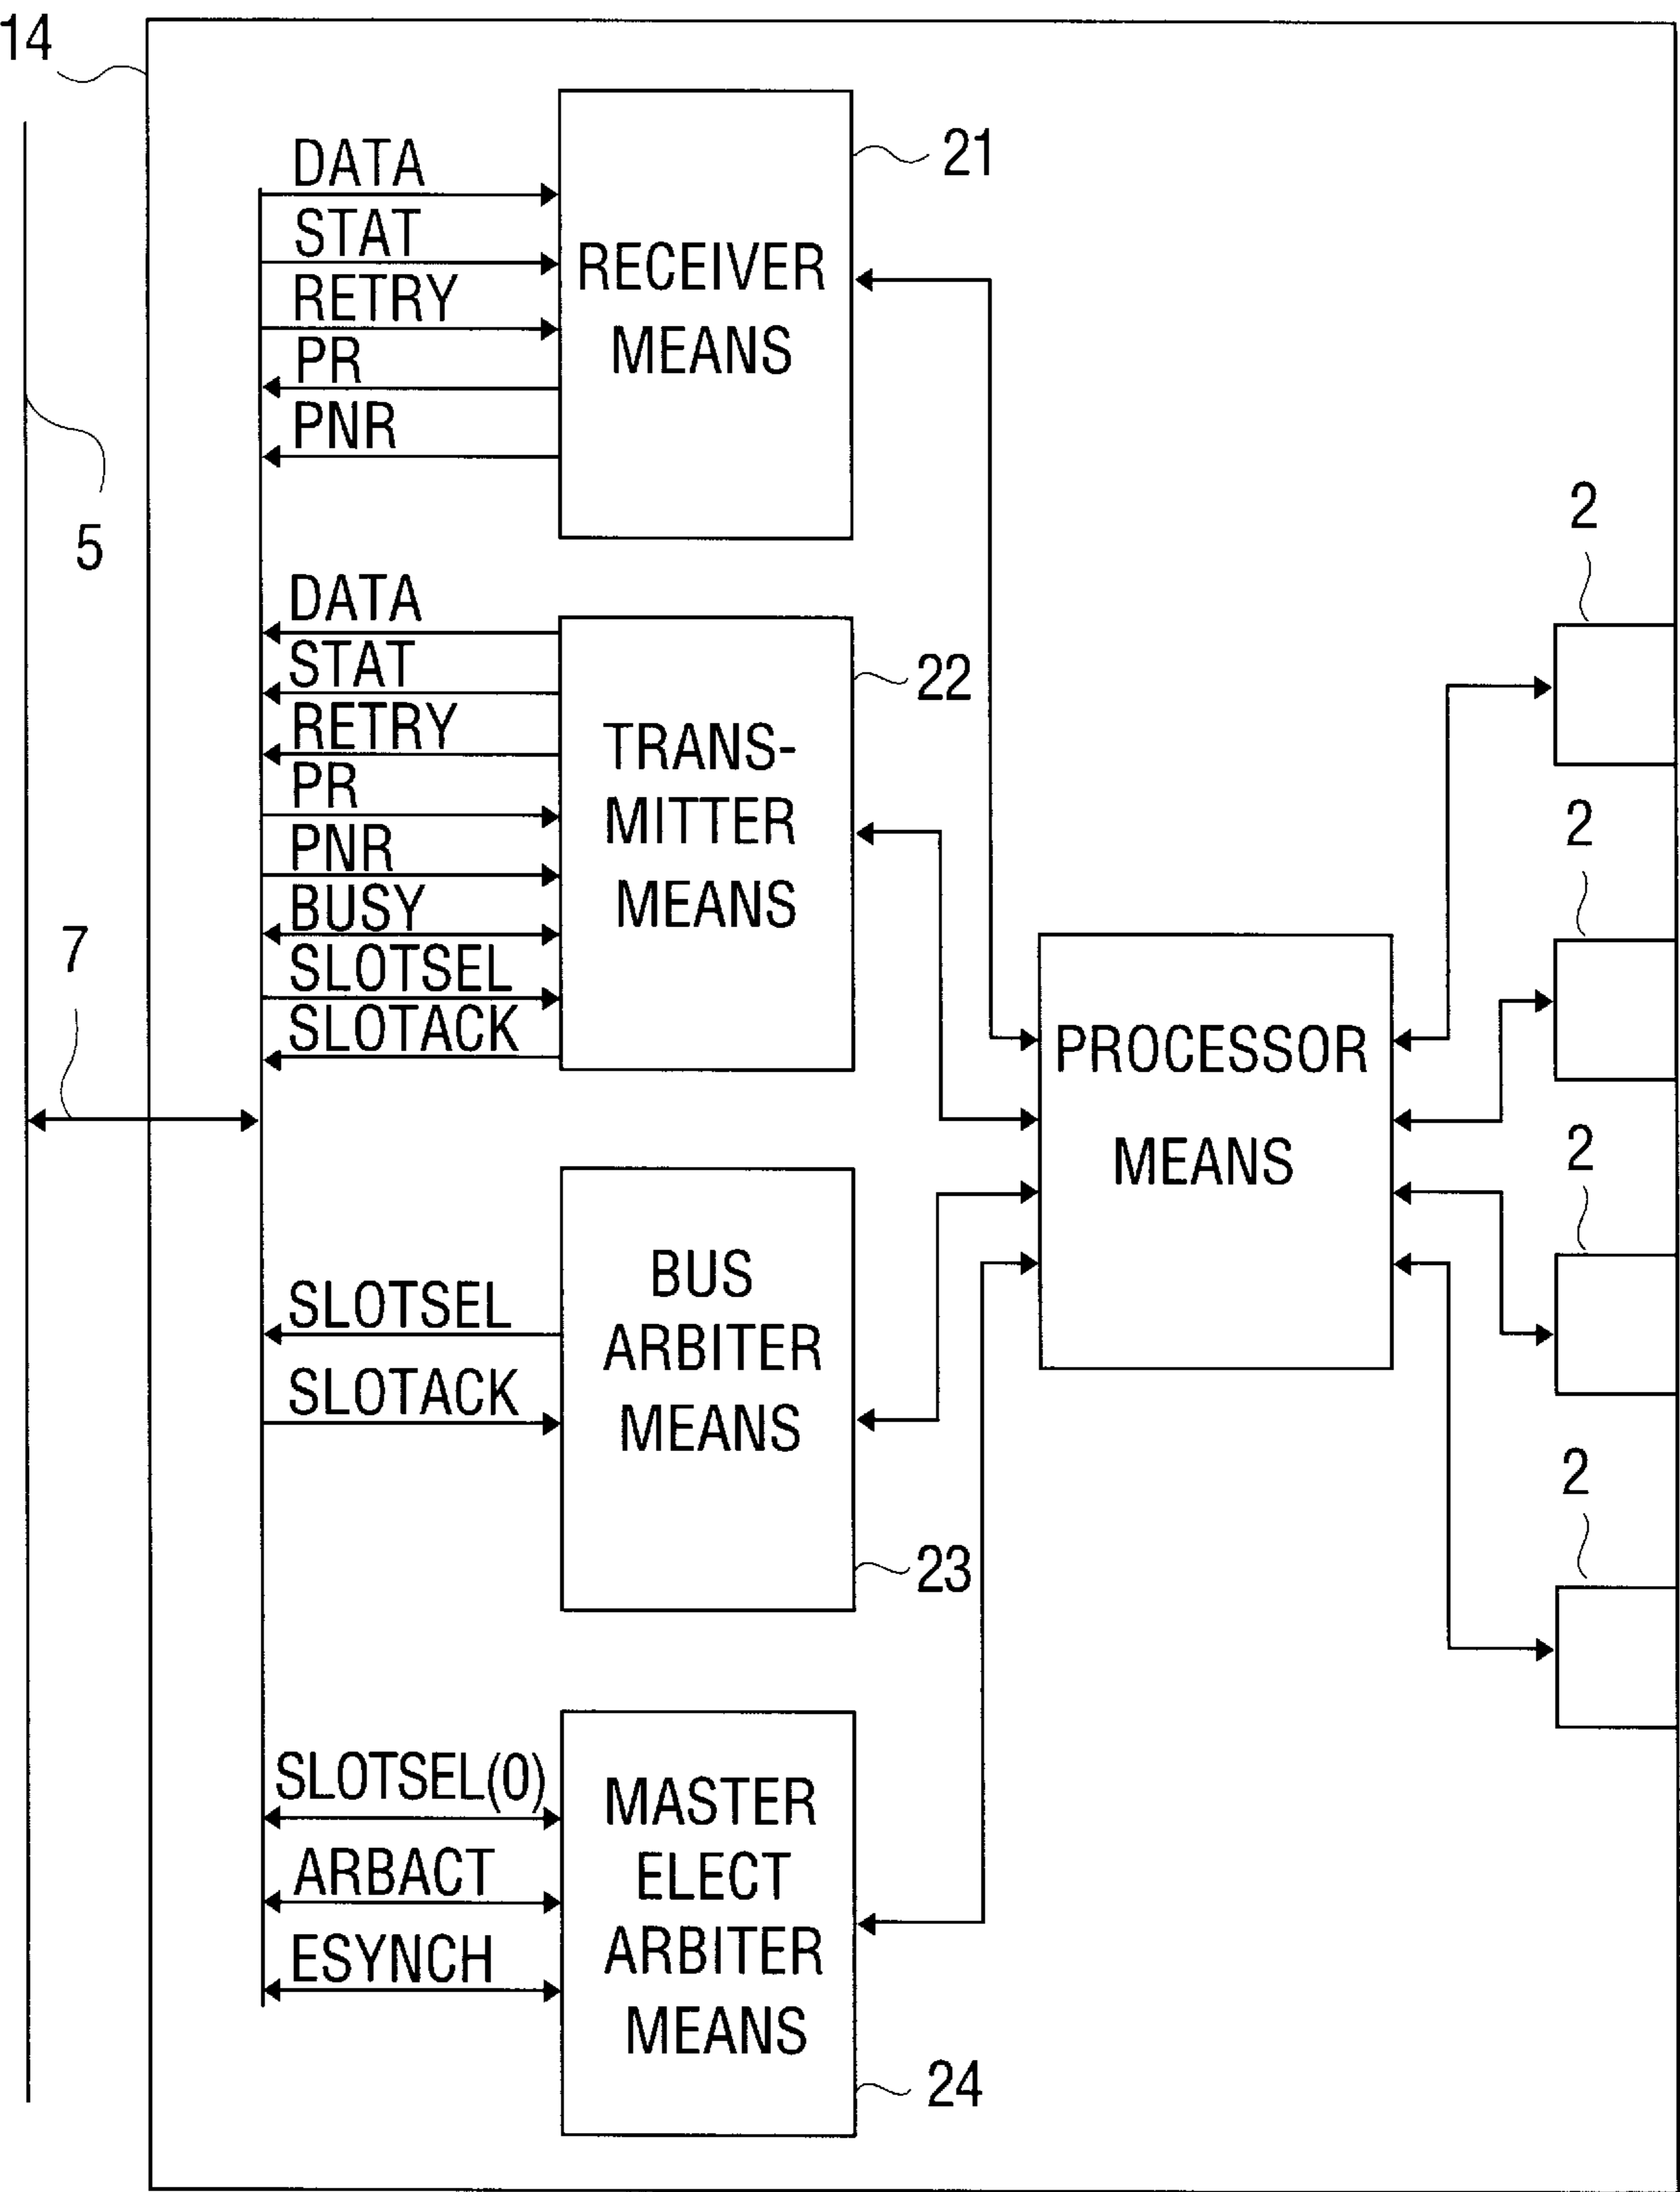 14
DATA
STAT
RETRY
PR
PNR
RECEIVER
MEANS
21
5
DATA
STAT
RETRY
PR
PNR
BUSY
SLOTSEL
SLOTACK
TRANS-
MITTER
MEANS
22
7
PROCESSOR
MEANS
2
2
2
2
SLOTSEL
SLOTACK
BUS
ARBITER
MEANS
23
SLOTSEL(0)
ARBACT
ESYNCH
MASTER
ELECT
ARBITER
MEANS
24